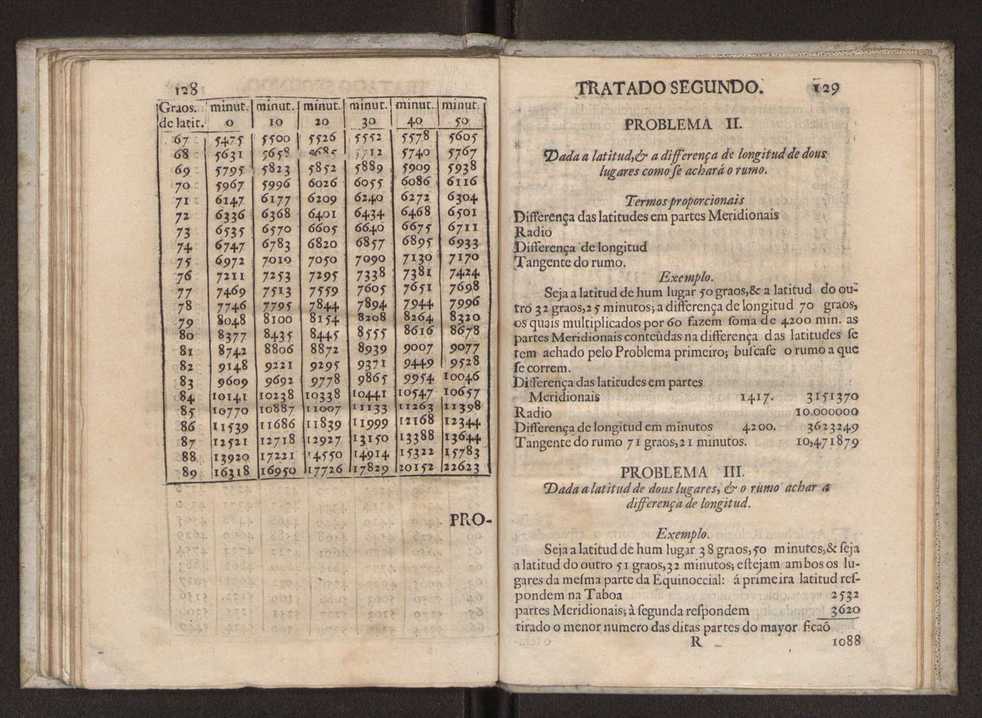 128
Graos. minut. minut. minut. minut. minut. minut.
de latit. 0 10 20 30 40 50
67 5475 5500 5526 5552 5578 5605
68 5631 5658 5685 5712 5740 5767
69 5795 5823 5852 5889 5909 5938
70 5967 5996 6026 6055 6086 6116
71 6147 6177 6209 6240 6272 6304
72 6336 6368 6401 6434 6468 6501
73 6535 6570 6605 6640 6675 6711
74 6747 6783 6820 6857 6895 6933
75 6972 7010 7050 7090 7130 7170
76 7211 7253 7295 7338 7381 7424
77 7469 7513 7559 7605 7651 7698
78 7746 7795 7844 7894 7944 7996
79 8048 8100 8154 8208 8264 8320
80 8377 8435 8445 8555 8616 8678
81 8742 8806 8872 8939 9007 9077
82 9148 9221 9295 9371 9449 9528
83 9609 9692 9778 9865 9954 10046
84 10141 10238 10338 10441 10547 10657
85 10770 10887 11007 11133 11263 11398
86 11539 11686 11839 11999 12168 12344
87 12521 12718 12927 13150 13388 13644
88 13920 17221 14550 14914 15322 15783
89 16318 16950 17726 17829 20152 22623
PRO-
TRATADO SEGUNDO. 129
PROBLEMA II.
Dada a latitud,& a differença de longitud de dous
lugares como ſe achará o rumo.
Termos proporcionais
Differença das latitudes em partes Meridionais
Radio
Differença de longitud
Tangente do rumo.
Exemplo.
Seja a latitud de hum lugar 50 graos,& a latitud do ou-
tro 32 graos,25 minutos; a differença de longitud 70 graos,
os quais multiplicados por 60 fazem ſoma de 4200 min. as
partes Meridionais conteúdas na differença das latitudes ſe
tem achado pelo Problema primeiro; buſcaſe o rumo a que
ſe correm.
Differença das latitudes em partes
Meridionais 1417. 3151370
Radio 10.000000
Differença de longitud em minutos 4200. 3623249
Tangente do rumo 71 graos,21 minutos. 10,471879
PROBLEMA III.
Dada a latitud de dous lugares, & o rumo achar a
differença de longitud.
Exemplo.
Seja a latitud de hum lugar 38 graos,50 minutos,& ſeja
a latitud do outro 51 graos,32 minutos; eſtejam ambos os lu-
gares da meſma parte da Equinoccial: á primeira latitud reſ-
pondem na Taboa 2532
partes Meridionais; à ſegunda reſpondem 3620
tirado o menor numero das ditas partes do mayor ficaõ
R 1088